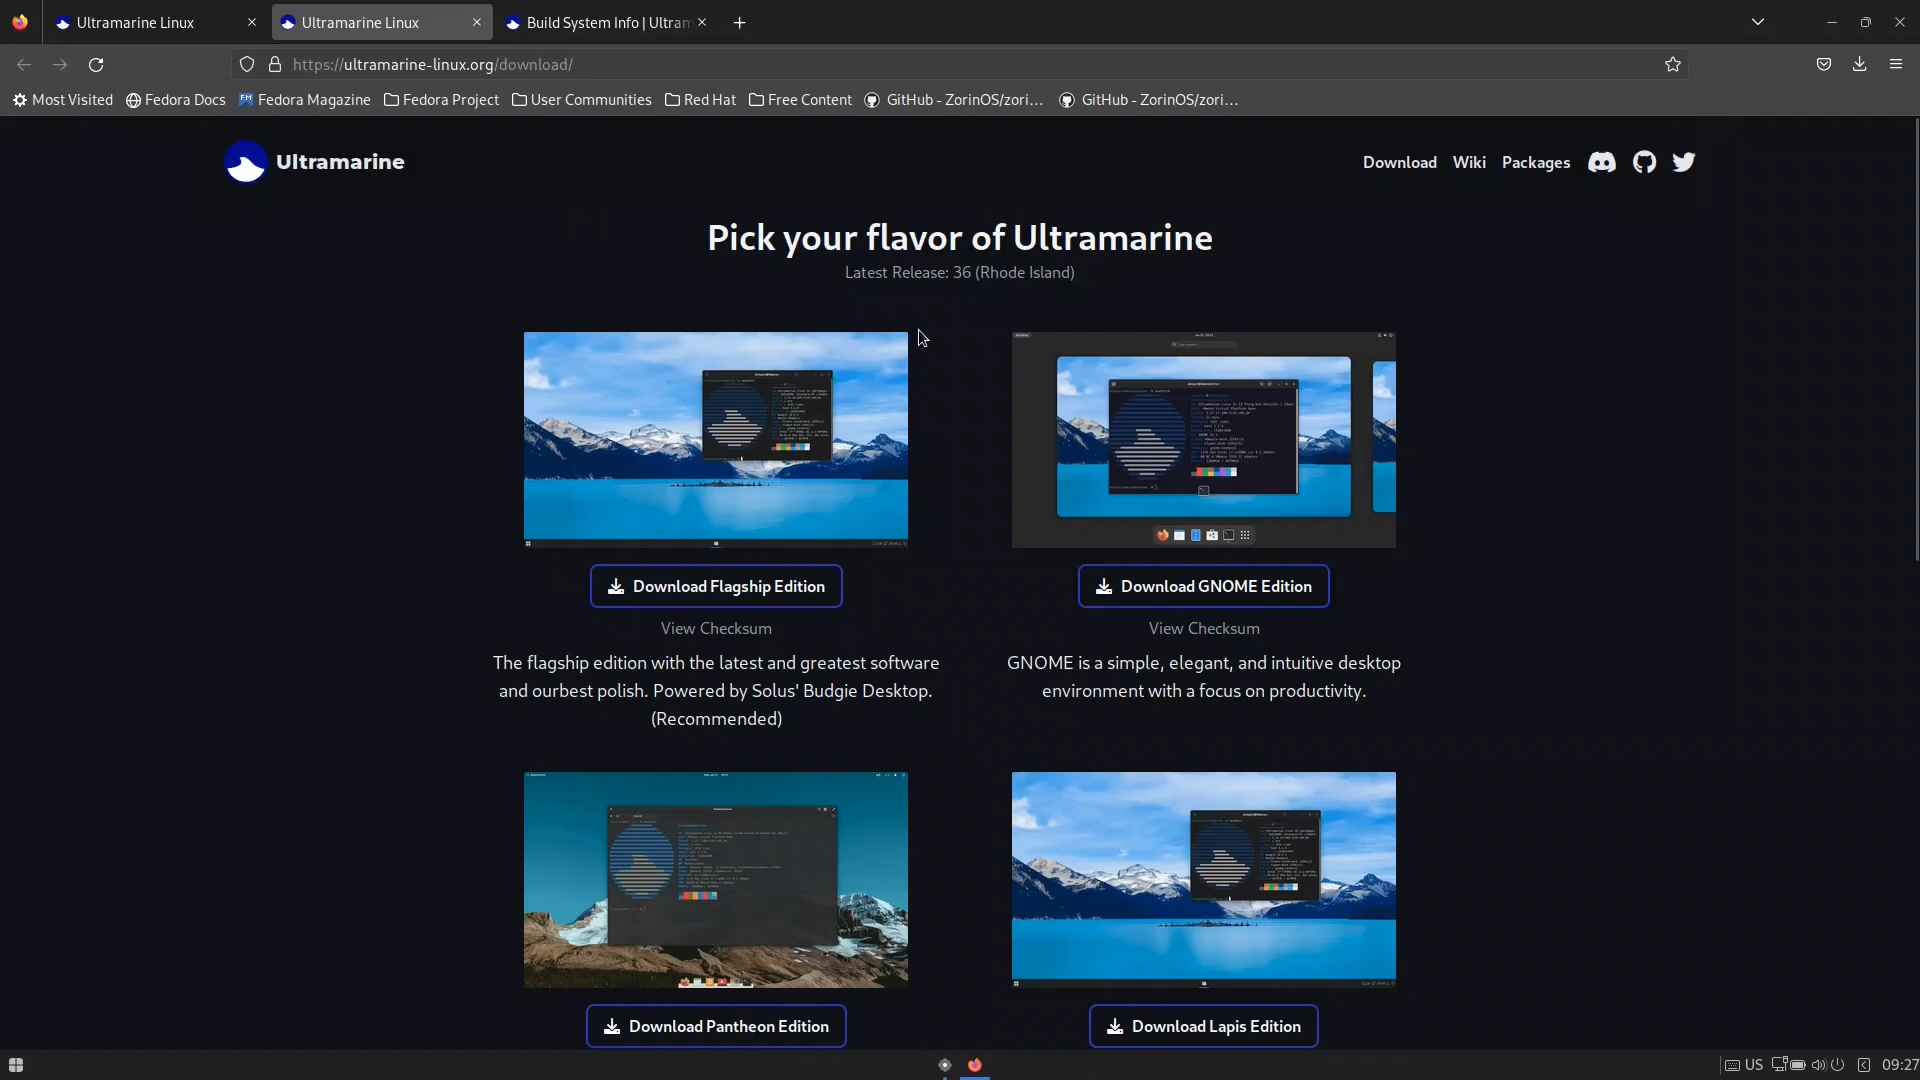 Ultramarine Linux
Ultramarine Linux
Build System Info | Ultram
https://ultramarine-linux.org/download/
Most Visited
Fedora Docs
Fedora Magazine
Fedora Project
User Communities
Red Hat
Free Content
GitHub - ZorinOS/zori...
GitHub - ZorinOS/zori...
Ultramarine
Download
Wiki
Packages
Pick your flavor of Ultramarine
Latest Release: 36 (Rhode Island)
Download Flagship Edition
View Checksum
The flagship edition with the latest and greatest software
and ourbest polish. Powered by Solus' Budgie Desktop.
(Recommended)
Download GNOME Edition
View Checksum
GNOME is a simple, elegant, and intuitive desktop
environment with a focus on productivity.
Download Pantheon Edition
Download Lapis Edition
US
09:27